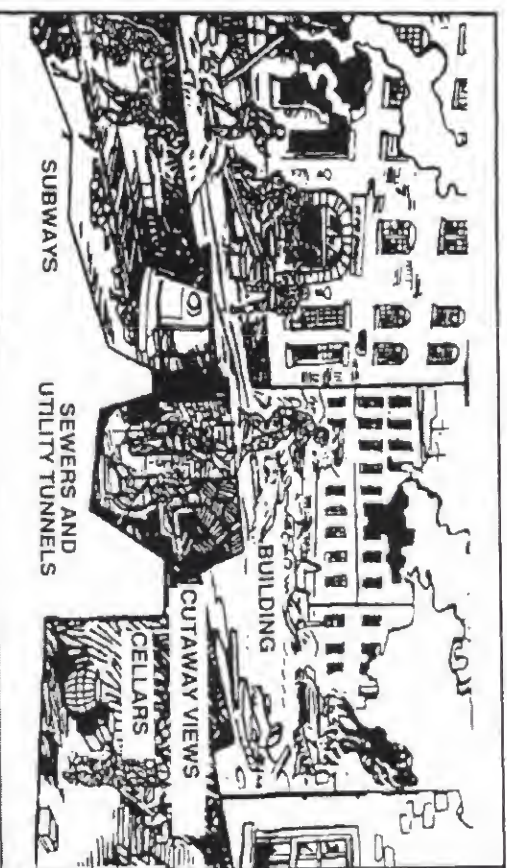 BUILDING
CUTAWAY VIEWS
SUBWAYS
SEWERS AND
UTILITY TUNNELS
CELLARS